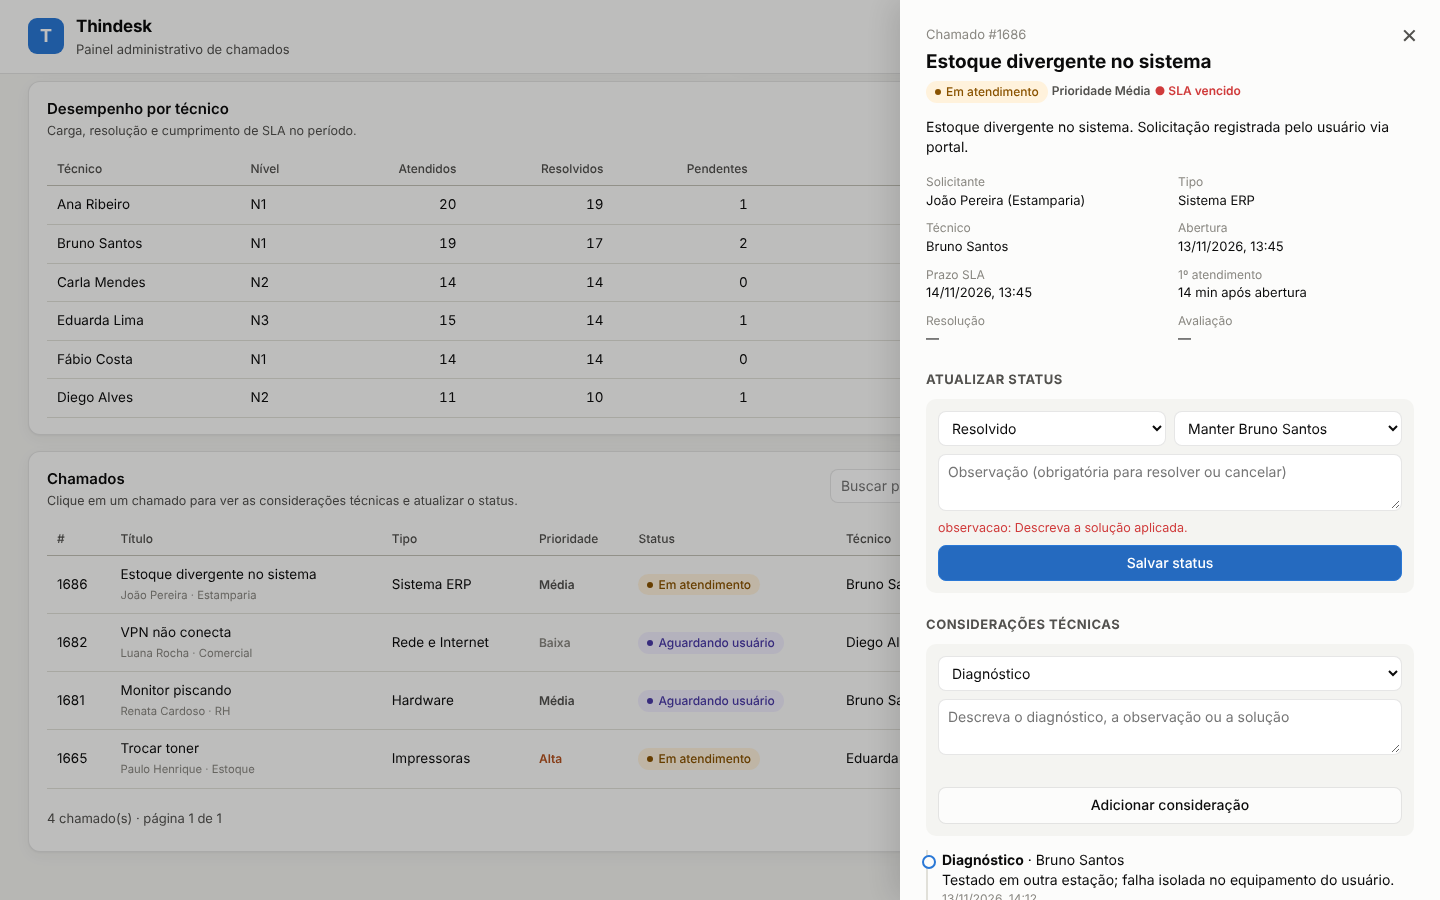 T
Thindesk
Painel administrativo de chamados
Desempenho por técnico
Carga, resolução e cumprimento de SLA no período.
Técnico Nível Atendidos Resolvidos Pendentes
Ana Ribeiro N1 20 19 1
Bruno Santos N1 19 17 2
Carla Mendes N2 14 14 0
Eduarda Lima N3 15 14 1
Fábio Costa N1 14 14 0
Diego Alves N2 11 10 1
Chamados
Clique em um chamado para ver as considerações técnicas e atualizar o status.
Buscar p
# Título Tipo Prioridade Status Técnico
1686 Estoque divergente no sistema Sistema ERP Média Em atendimento Bruno Sa
João Pereira · Estamparia
1682 VPN não conecta Rede e Internet Baixa Aguardando usuário Diego Al
Luana Rocha · Comercial
1681 Monitor piscando Hardware Média Aguardando usuário Bruno Sa
Renata Cardoso · RH
1665 Trocar toner Impressoras Alta Em atendimento Eduarda
Paulo Henrique · Estoque
4 chamado(s) · página 1 de 1
Chamado #1686
Estoque divergente no sistema
Em atendimento Prioridade Média SLA vencido
Estoque divergente no sistema. Solicitação registrada pelo usuário via
portal.
Solicitante Tipo
João Pereira (Estamparia) Sistema ERP
Técnico Abertura
Bruno Santos 13/11/2026, 13:45
Prazo SLA 1º atendimento
14/11/2026, 13:45 14 min após abertura
Resolução Avaliação
— —
ATUALIZAR STATUS
Resolvido Manter Bruno Santos
Observação (obrigatória para resolver ou cancelar)
observacao: Descreva a solução aplicada.
Salvar status
CONSIDERAÇÕES TÉCNICAS
Diagnóstico
Descreva o diagnóstico, a observação ou a solução
Adicionar consideração
Diagnóstico · Bruno Santos
Testado em outra estação; falha isolada no equipamento do usuário.
13/11/2026, 14:12